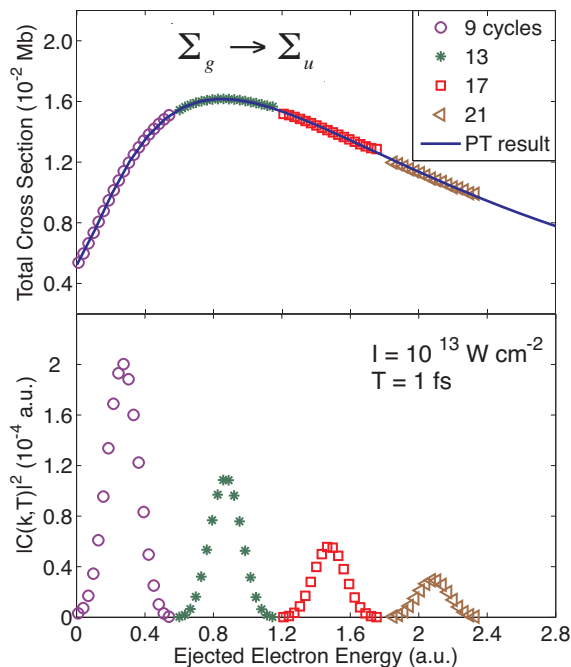 Total Cross Section (10⁻² Mb)
2.0
1.6
1.2
0.8
0.4
Σg → Σu
9 cycles
13
17
21
PT result
|C(k,T)|² (10⁻⁴ a.u.)
2
1.6
1.2
0.8
0.4
0
I = 10 ¹³ W cm⁻²
T = 1 fs
0 0.4 0.8 1.2 1.6 2.0 2.4 2.8
Ejected Electron Energy (a.u.)